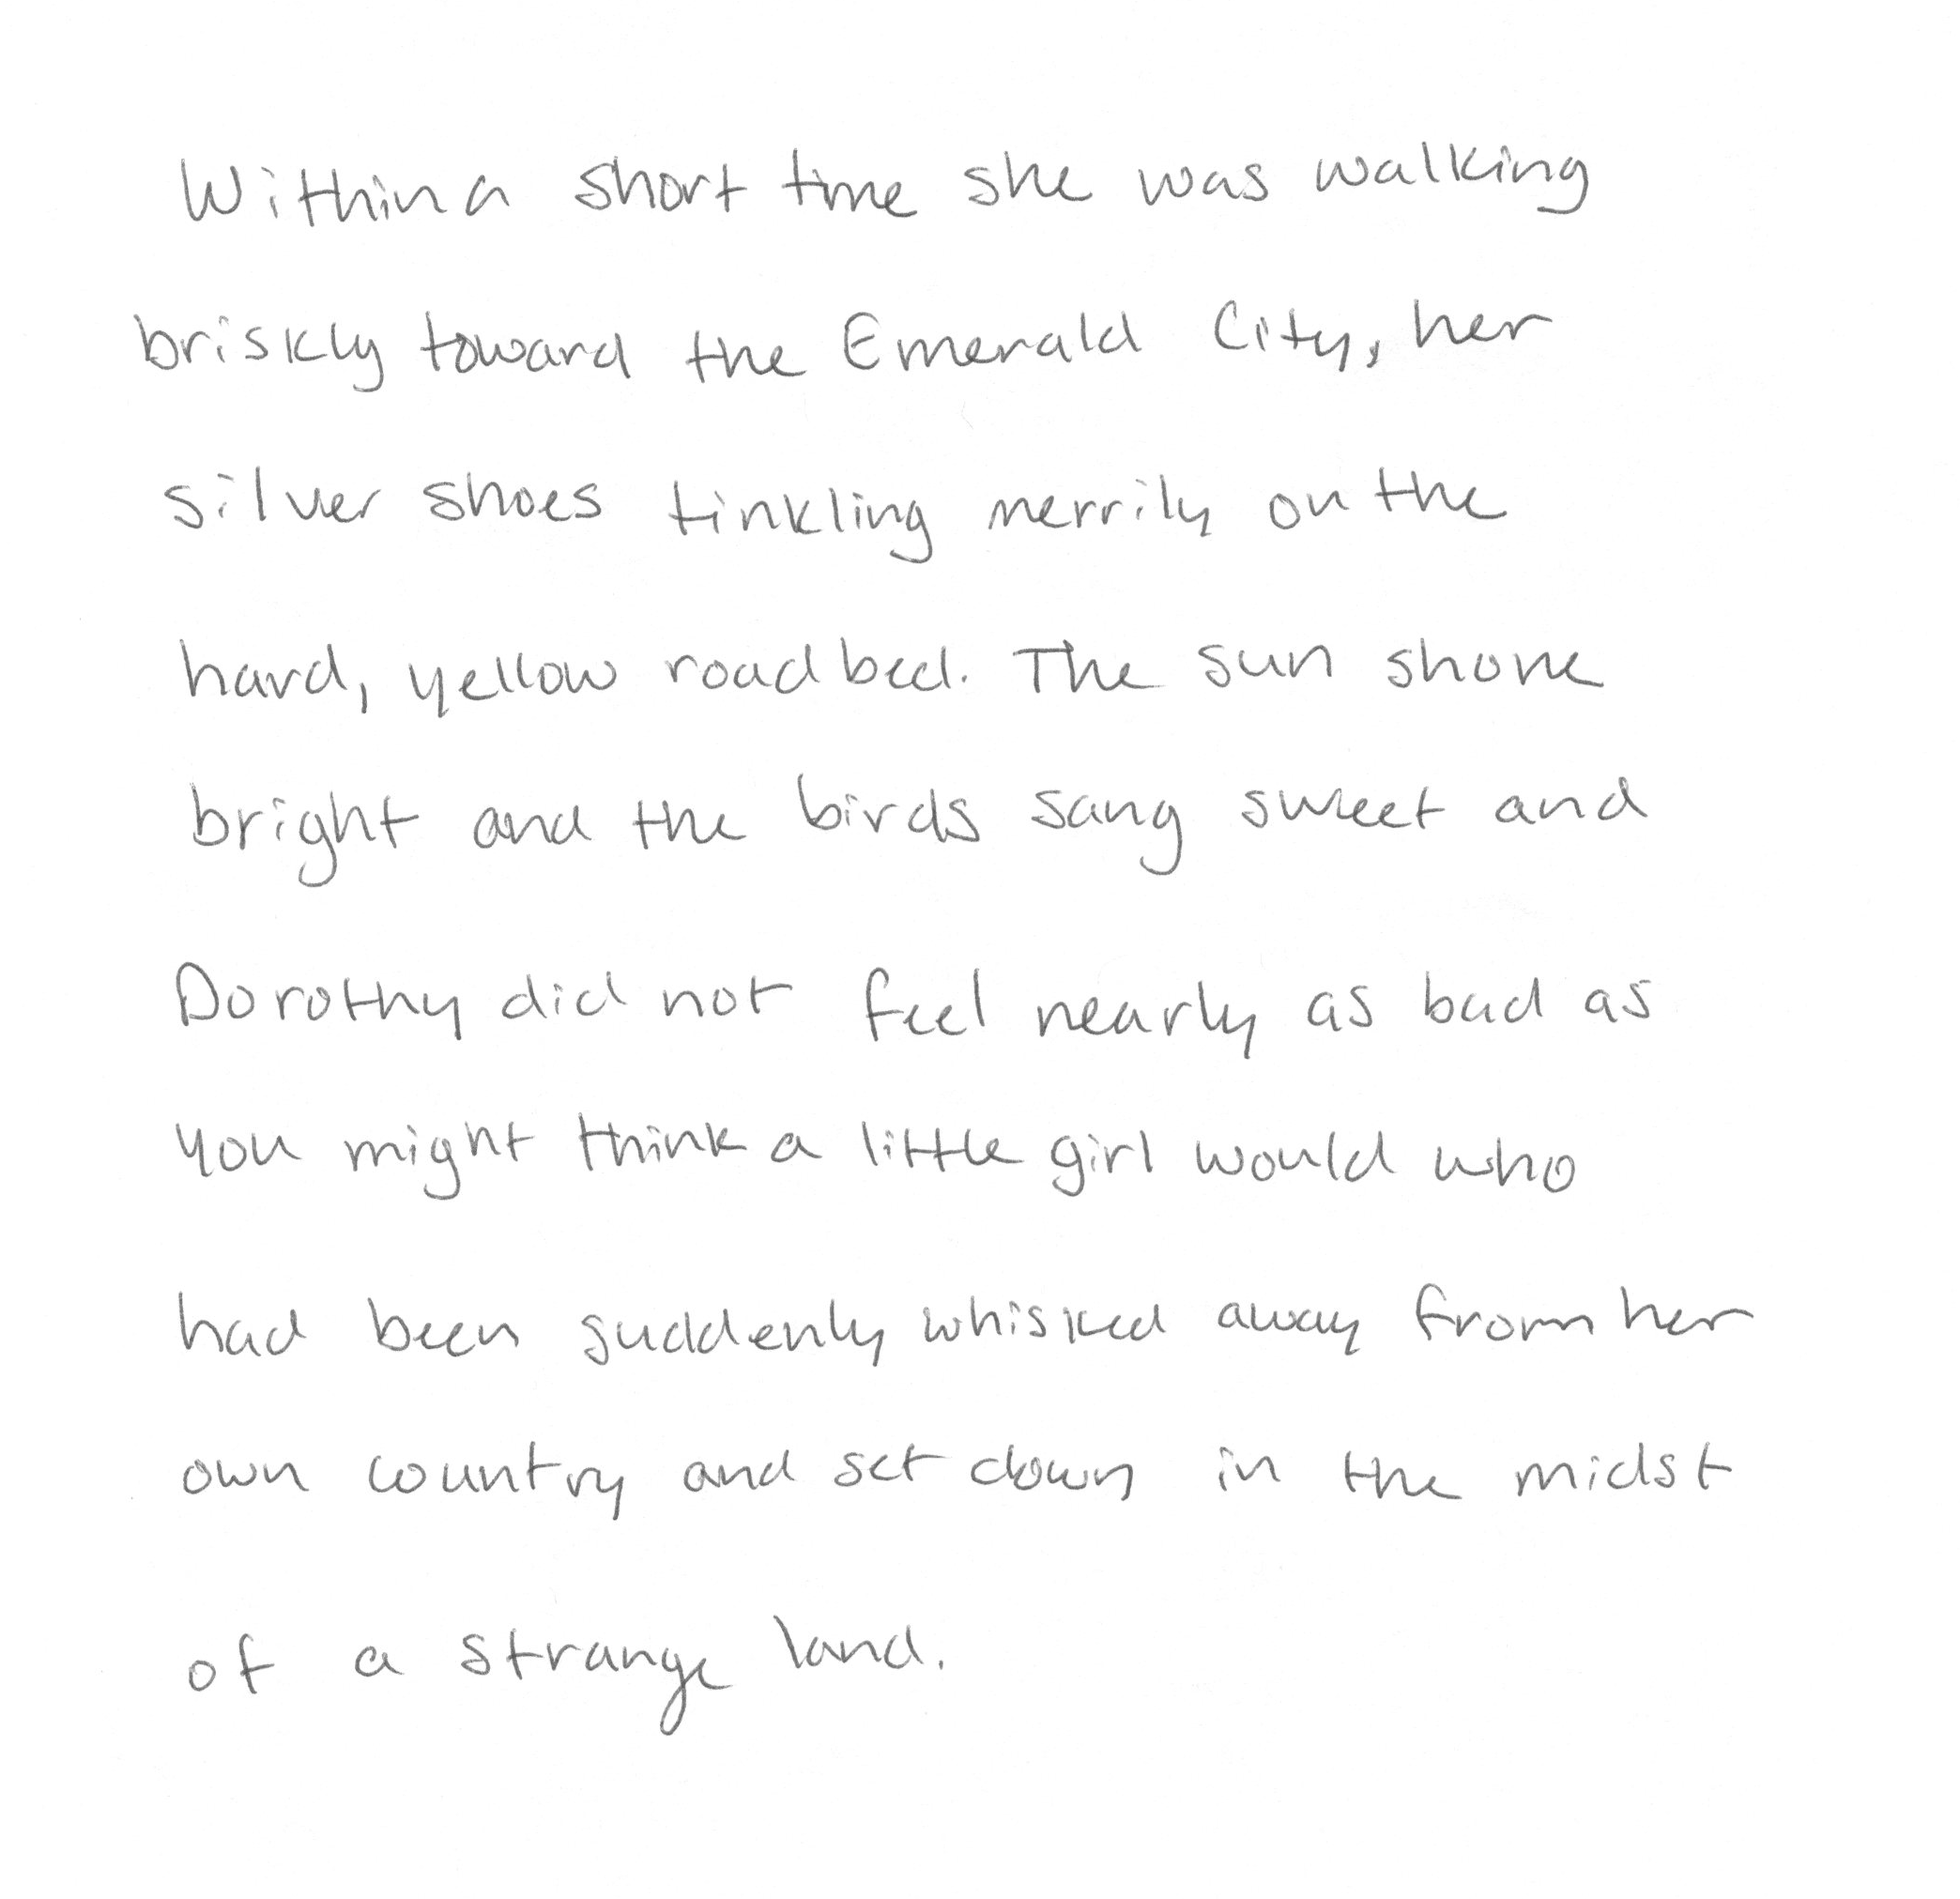 Within a short time she was walking
briskly toward the Emerald City, her
silver shoes tinkling merrily on the
hard, yellow roadbed. The sun shone
bright and the birds sang sweet and
Dorothy did not feel nearly as bad as
you might think a little girl would who
had been suddenly whisked away from her
own country and set down in the midst
of a strange land.